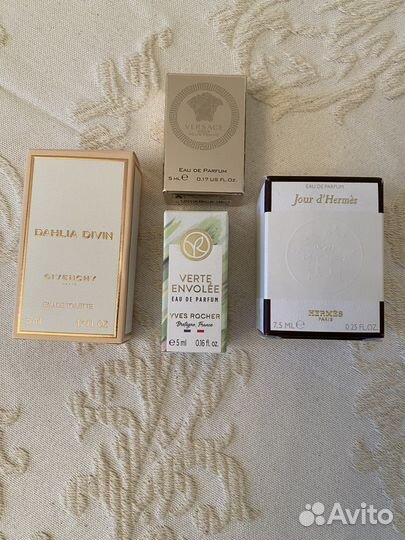 VERSACE
EAU DE PARFUM
5 ml ℮ 0.17 US FL. OZ.
DAHLIA DIVIN
GIVENCHY
PARIS
EAU DE TOILETTE
VERTE
ENVOLÉE
EAU DE PARFUM
YVES ROCHER
Bretagne, France
℮ 5 ml 0.16 fl. oz.
EAU DE PARFUM
Jour d'Hermès
HERMÈS
PARIS
7,5 ML ℮ 0.25 FL.OZ.
Avito